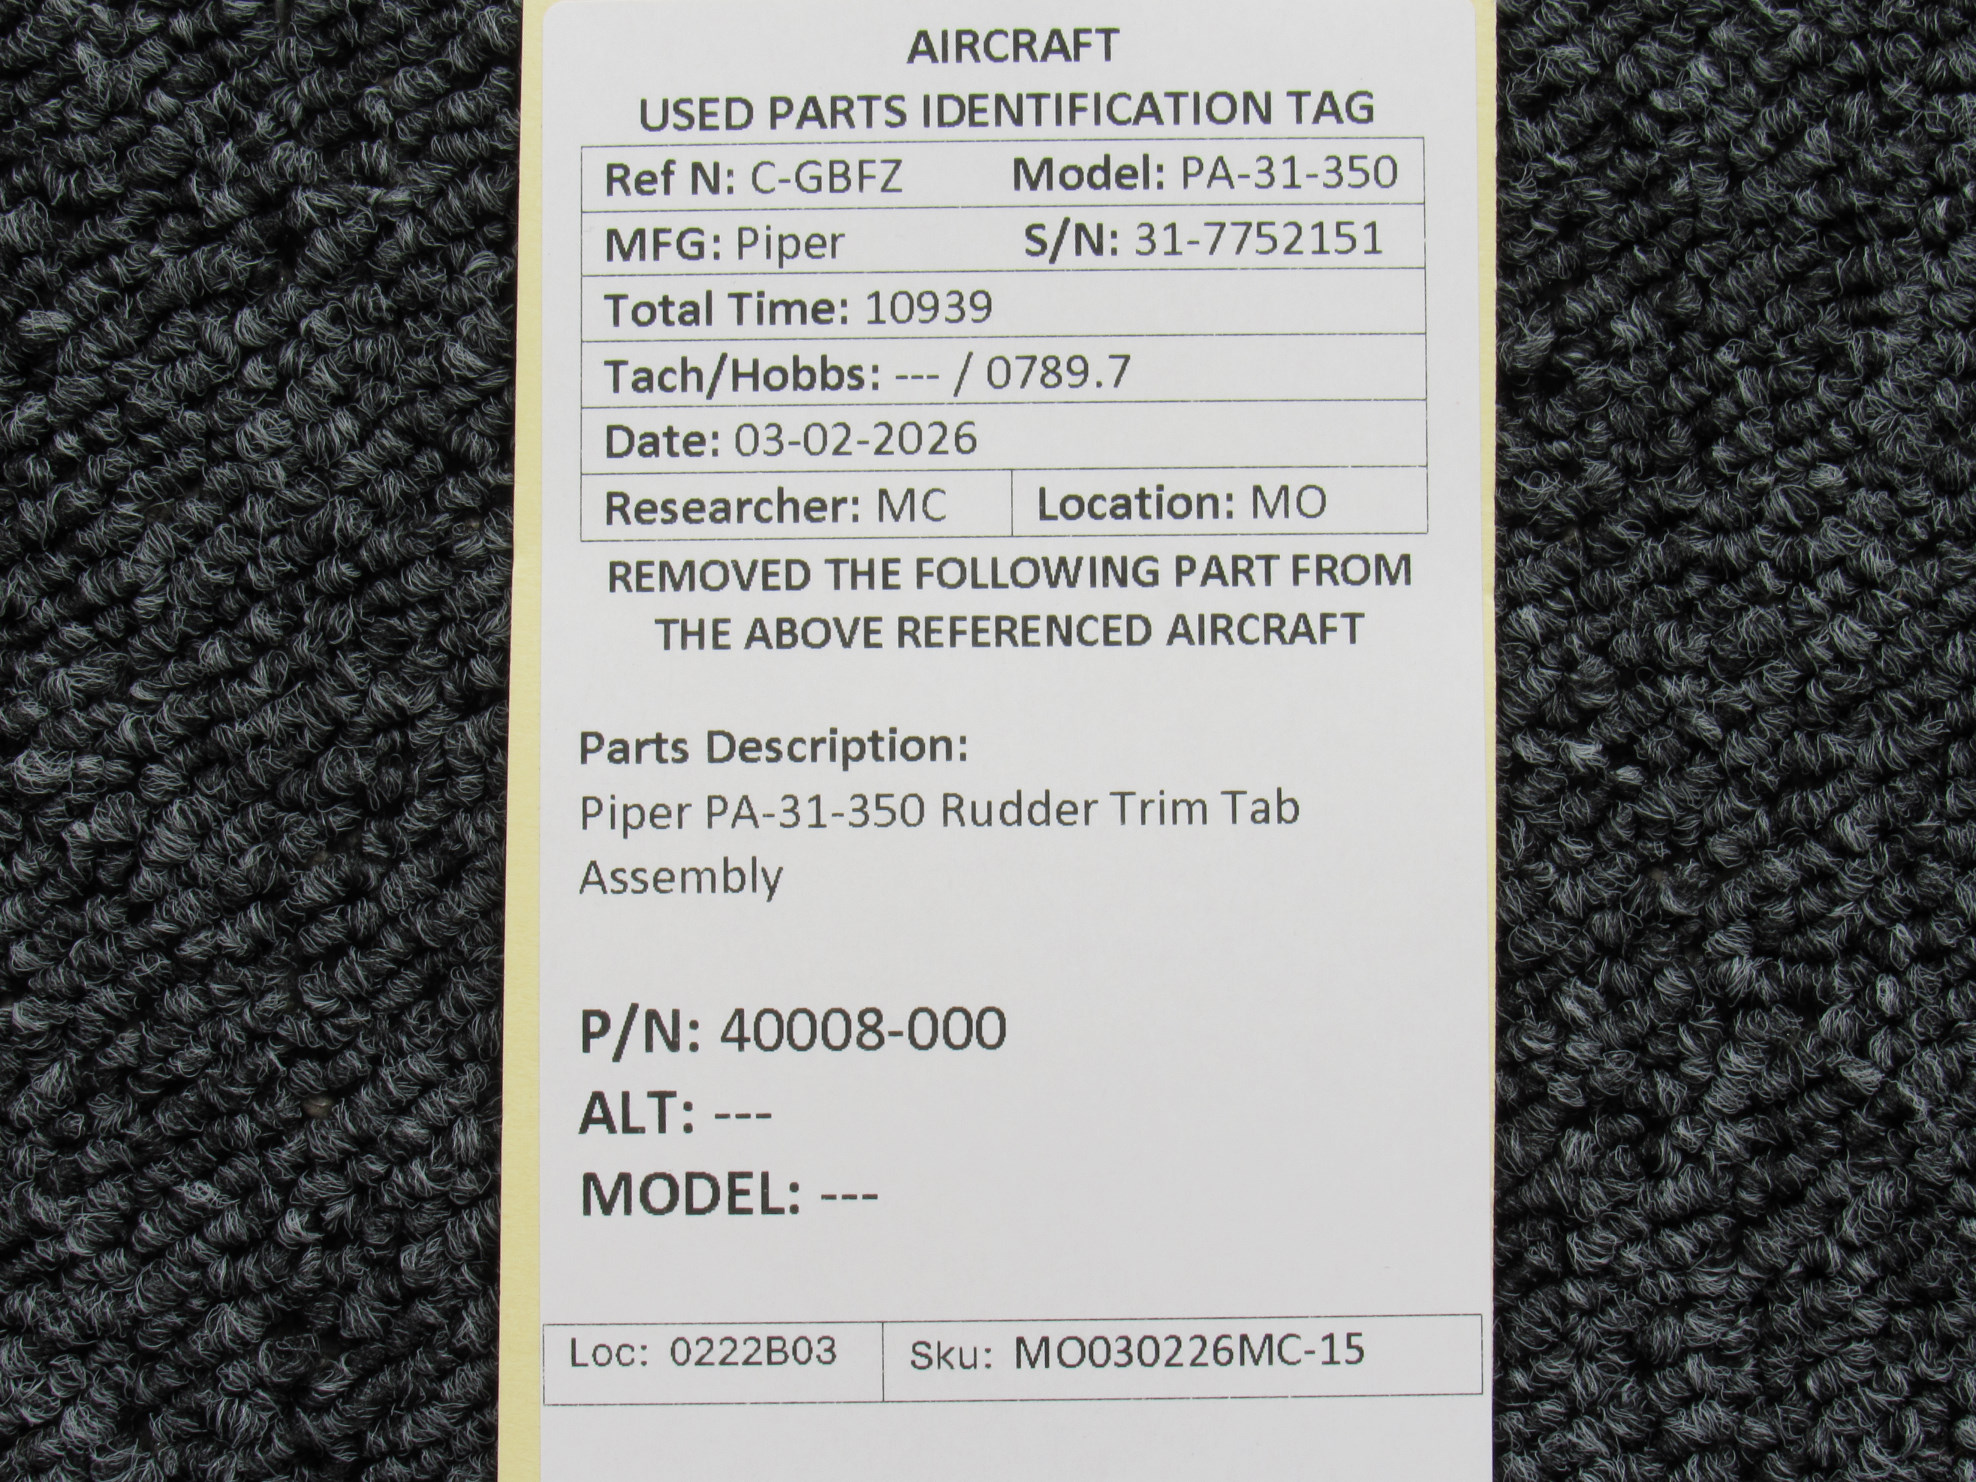 AIRCRAFT
USED PARTS IDENTIFICATION TAG
Ref N: C-GBFZ Model: PA-31-350
MFG: Piper S/N: 31-7752151
Total Time: 10939
Tach/Hobbs: --- / 0789.7
Date: 03-02-2026
Researcher: MC Location: MO
REMOVED THE FOLLOWING PART FROM
THE ABOVE REFERENCED AIRCRAFT
Parts Description:
Piper PA-31-350 Rudder Trim Tab
Assembly
P/N: 40008-000
ALT: ---
MODEL: ---
Loc: 0222B03 Sku: MO030226MC-15